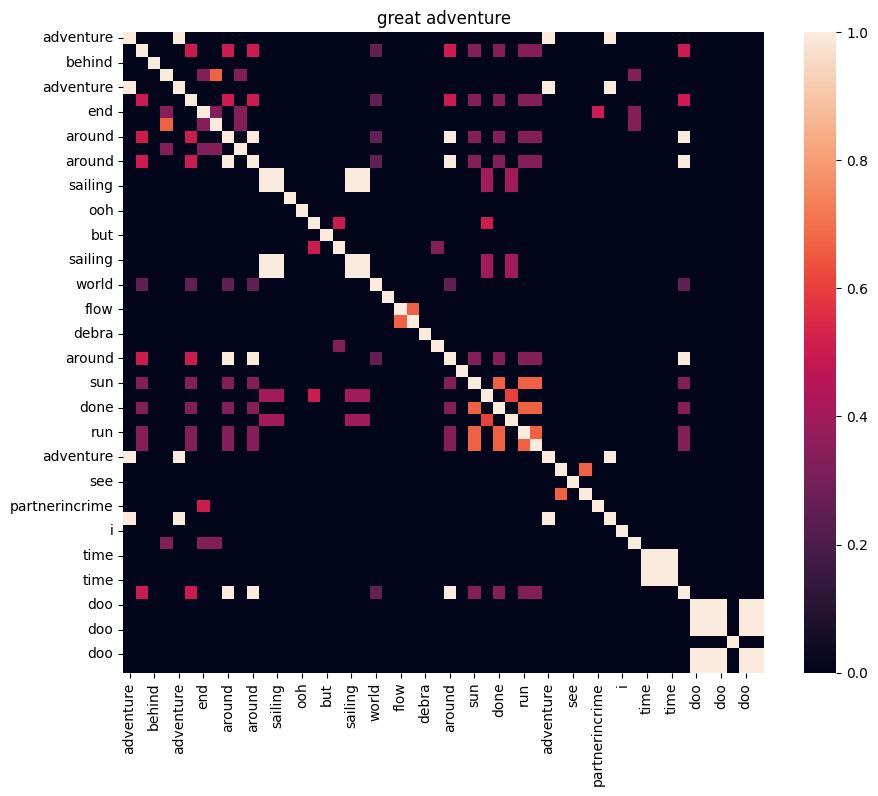 great adventure
adventure
behind
adventure
end
around
around
sailing
ooh
but
sailing
world
flow
debra
around
sun
done
run
adventure
see
partnerincrime
i
time
time
doo
doo
doo
adventure
behind
adventure
end
around
around
sailing
ooh
but
sailing
world
flow
debra
around
sun
done
run
adventure
see
partnerincrime
i
time
time
doo
doo
doo
1.0
0.8
0.6
0.4
0.2
0.0